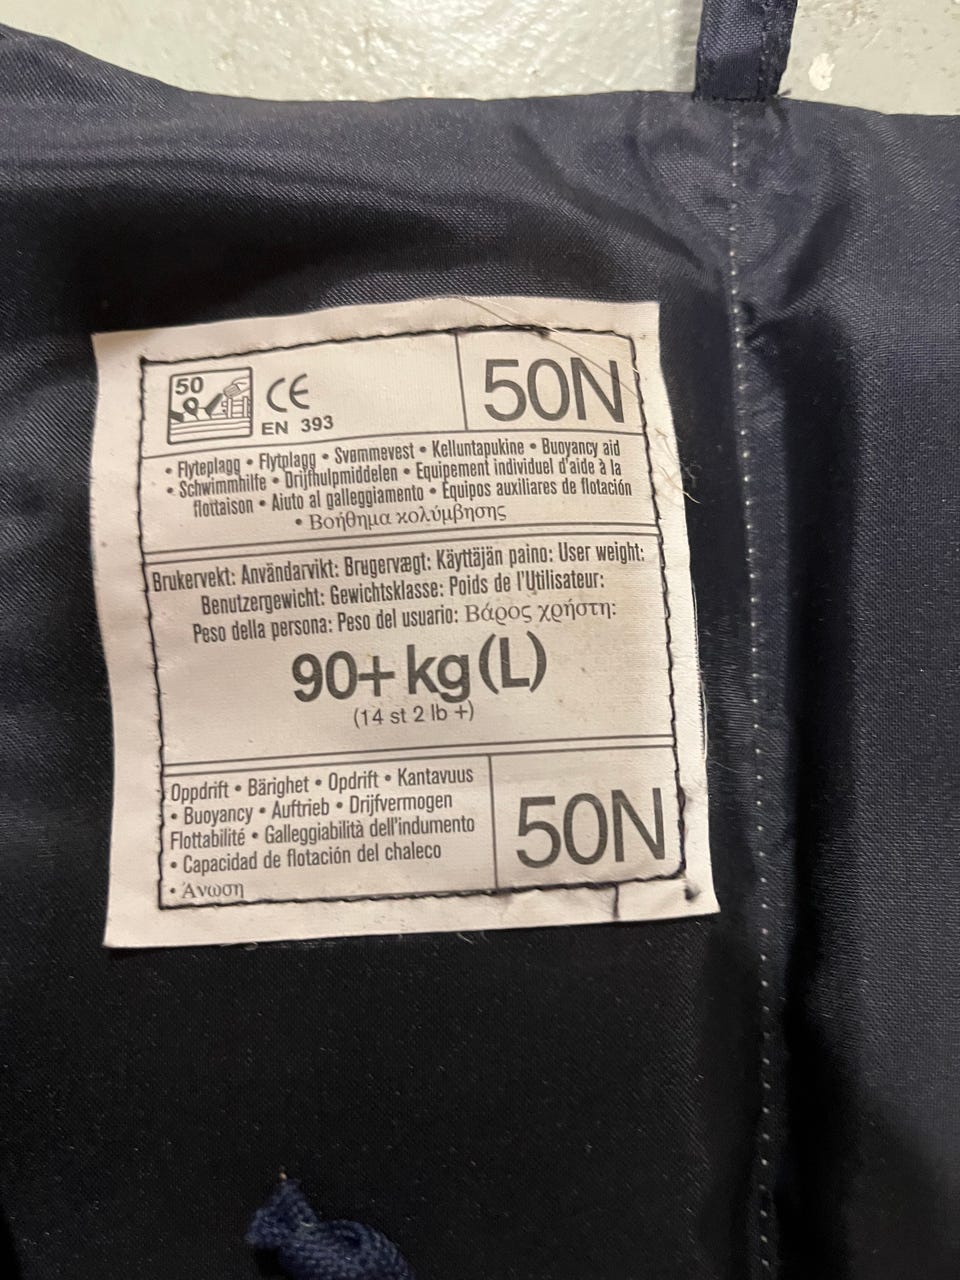 50
CE
EN 393
50N
• Flyteplagg • Flytplagg • Svømmevest • Kelluntapukine • Buoyancy aid
• Schwimmhilfe • Drijfhulpmiddelen • Equipement individuel d'aide à la
flottaison • Aiuto al galleggiamento • Equipos auxiliares de flotación
• Βοήθημα κολύμβησης
Brukervekt: Användarvikt: Brugervægt: Käyttäjän paino: User weight:
Benutzergewicht: Gewichtsklasse: Poids de l'Utilisateur:
Peso della persona: Peso del usuario: Βάρος χρήστη:
90+ kg (L)
(14 st 2 lb +)
Oppdrift • Bärighet • Opdrift • Kantavuus
• Buoyancy • Auftrieb • Drijfvermogen
Flottabilité • Galleggiabilità dell'indumento
• Capacidad de flotación del chaleco
• Άνωση
50N